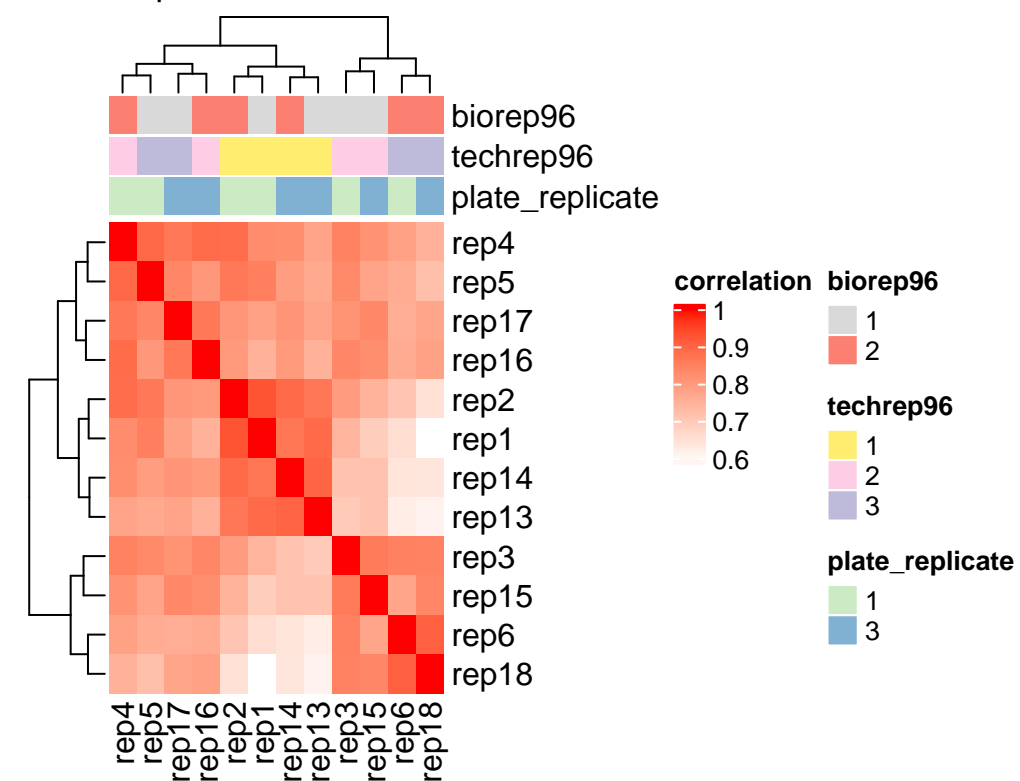 biorep96
techrep96
plate_replicate
rep4
rep5
rep17
rep16
rep2
rep1
rep14
rep13
rep3
rep15
rep6
rep18
rep4
rep5
rep17
rep16
rep2
rep1
rep14
rep13
rep3
rep15
rep6
rep18
correlation
1
0.9
0.8
0.7
0.6
biorep96
1
2
techrep96
1
2
3
plate_replicate
1
3